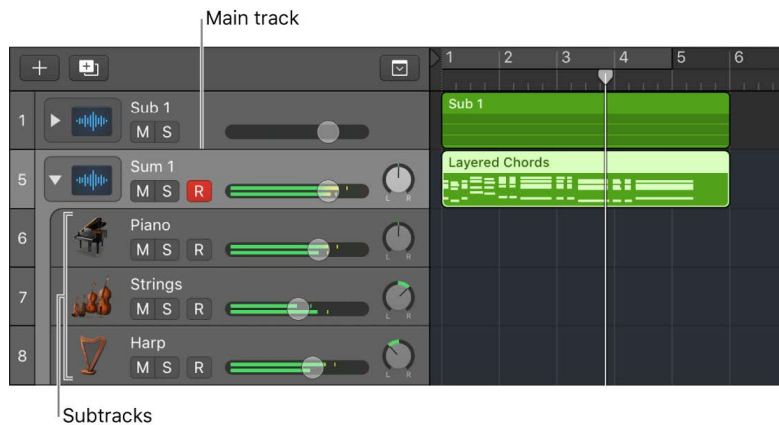 Main track
1 2 3 4 5 6
1 Sub 1
M S
Sub 1
5 Sum 1
M S R
L R
Layered Chords
6 Piano
M S R
L R
7 Strings
M S R
L R
8 Harp
M S R
L R
Subtracks